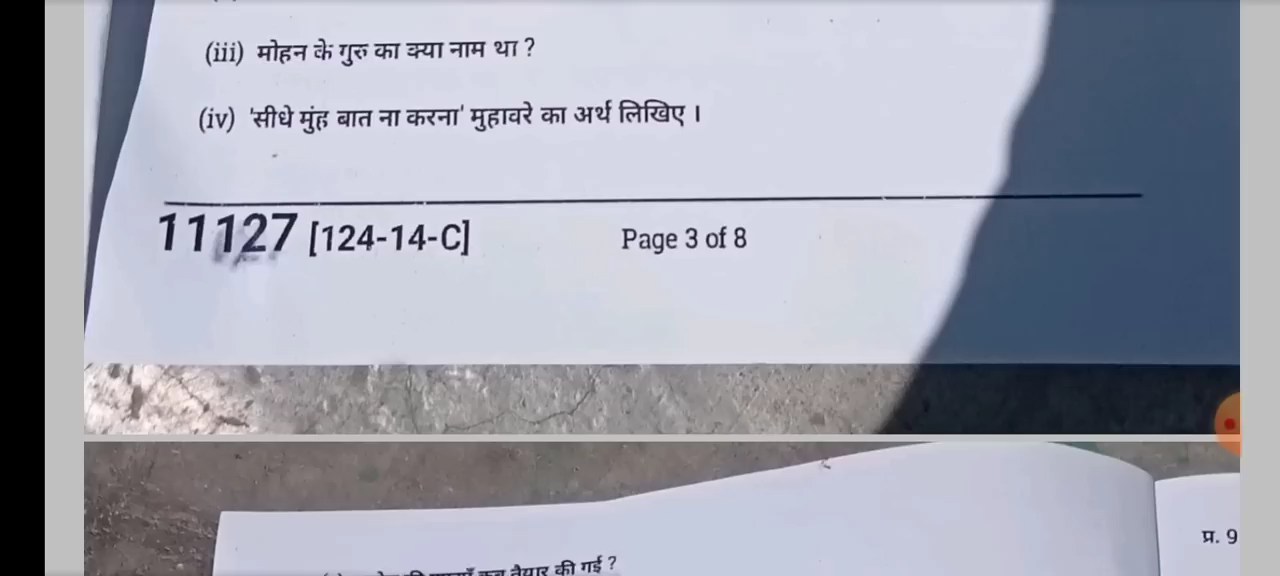 (iii) मोहन के गुरु का क्या नाम था ?
(iv) 'सीधे मुंह बात ना करना' मुहावरे का अर्थ लिखिए ।
11127 [124-14-C] Page 3 of 8
प्र. 9
तैयार की गई ?